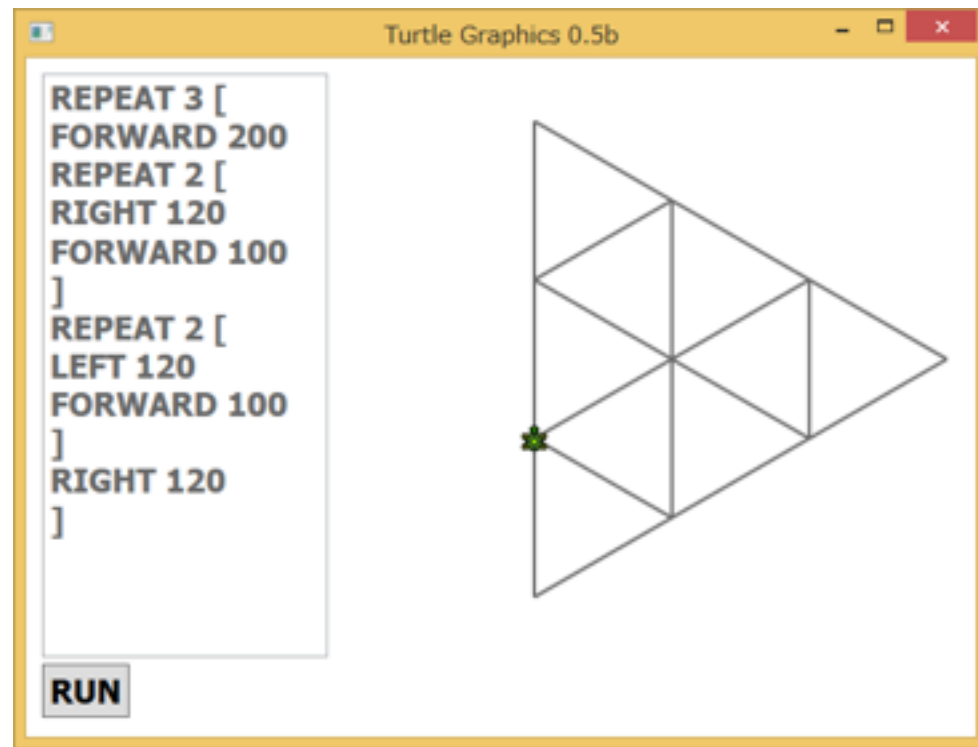 Turtle Graphics 0.5b
REPEAT 3 [
FORWARD 200
REPEAT 2 [
RIGHT 120
FORWARD 100
]
REPEAT 2 [
LEFT 120
FORWARD 100
]
RIGHT 120
]
RUN